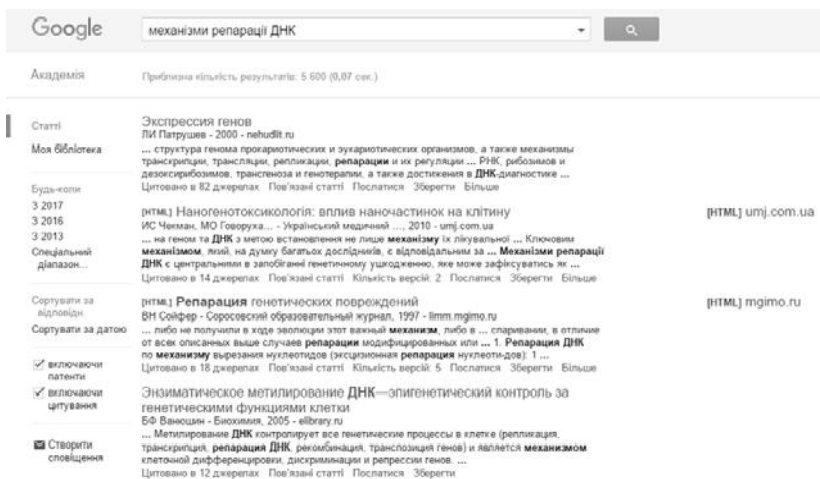 Google
механізми репарації ДНК
Академія
Приблизна кількість результатів: 5 600 (0,07 сек.)
Статті
Моя бібліотека
Будь-коли
З 2017
З 2016
З 2013
Спеціальний
діапазон...
Сортувати за
відповідн.
Сортувати за датою
включаючи
патенти
включаючи
цитування
Створити
сповіщення
Экспрессия генов
ЛИ Патрушев - 2000 - nehudlit.ru
... структура генома прокариотических и эукариотических организмов, а также механизмы
транскрипции, трансляции, репликации, репарации и их регуляции ... РНК, рибозимов и
дезоксирибозимов, трансгеноза и генотерапии, а также достижения в ДНК-диагностике ...
Цитовано в 82 джерелах Пов'язані статті Послатися Зберегти Більше
[HTML] Наногенотоксикологія: вплив наночастинок на клітину
ИС Чекман, МО Говоруха... - Український медичний ..., 2010 - umj.com.ua
... на геном та ДНК з метою встановлення не лише механізму їх лікувальної ... Ключовим
механізмом, який, на думку багатьох дослідників, є відповідальним за ... Механізми репарації
ДНК є центральними в запобіганні генетичному ушкодженню, яке може зафіксуватись як ...
Цитовано в 14 джерелах Пов'язані статті Кількість версій: 2 Послатися Зберегти Більше
[HTML] umj.com.ua
[HTML] Репарация генетических повреждений
ВН Сойфер - Соросовский образовательный журнал, 1997 - limm.mgimo.ru
... либо не получили в ходе эволюции этот важный механизм, либо в ... спаривании, в отличие
от всех описанных выше случаев репарации модифицированных или ... 1. Репарация ДНК
по механизму вырезания нуклеотидов (эксцизионная репарация нуклеоти-дов): 1 ...
Цитовано в 18 джерелах Пов'язані статті Кількість версій: 5 Послатися Зберегти Більше
[HTML] mgimo.ru
Энзиматическое метилирование ДНК—эпигенетический контроль за
генетическими функциями клетки
БФ Ванюшин - Биохимия, 2005 - elibrary.ru
... Метилирование ДНК контролирует все генетические процессы в клетке (репликация,
транскрипция, репарация ДНК, рекомбинация, транспозиция генов) и является механизмом
клеточной дифференцировки, дискриминации и репрессии генов. ...
Цитовано в 12 джерелах Пов'язані статті Послатися Зберегти